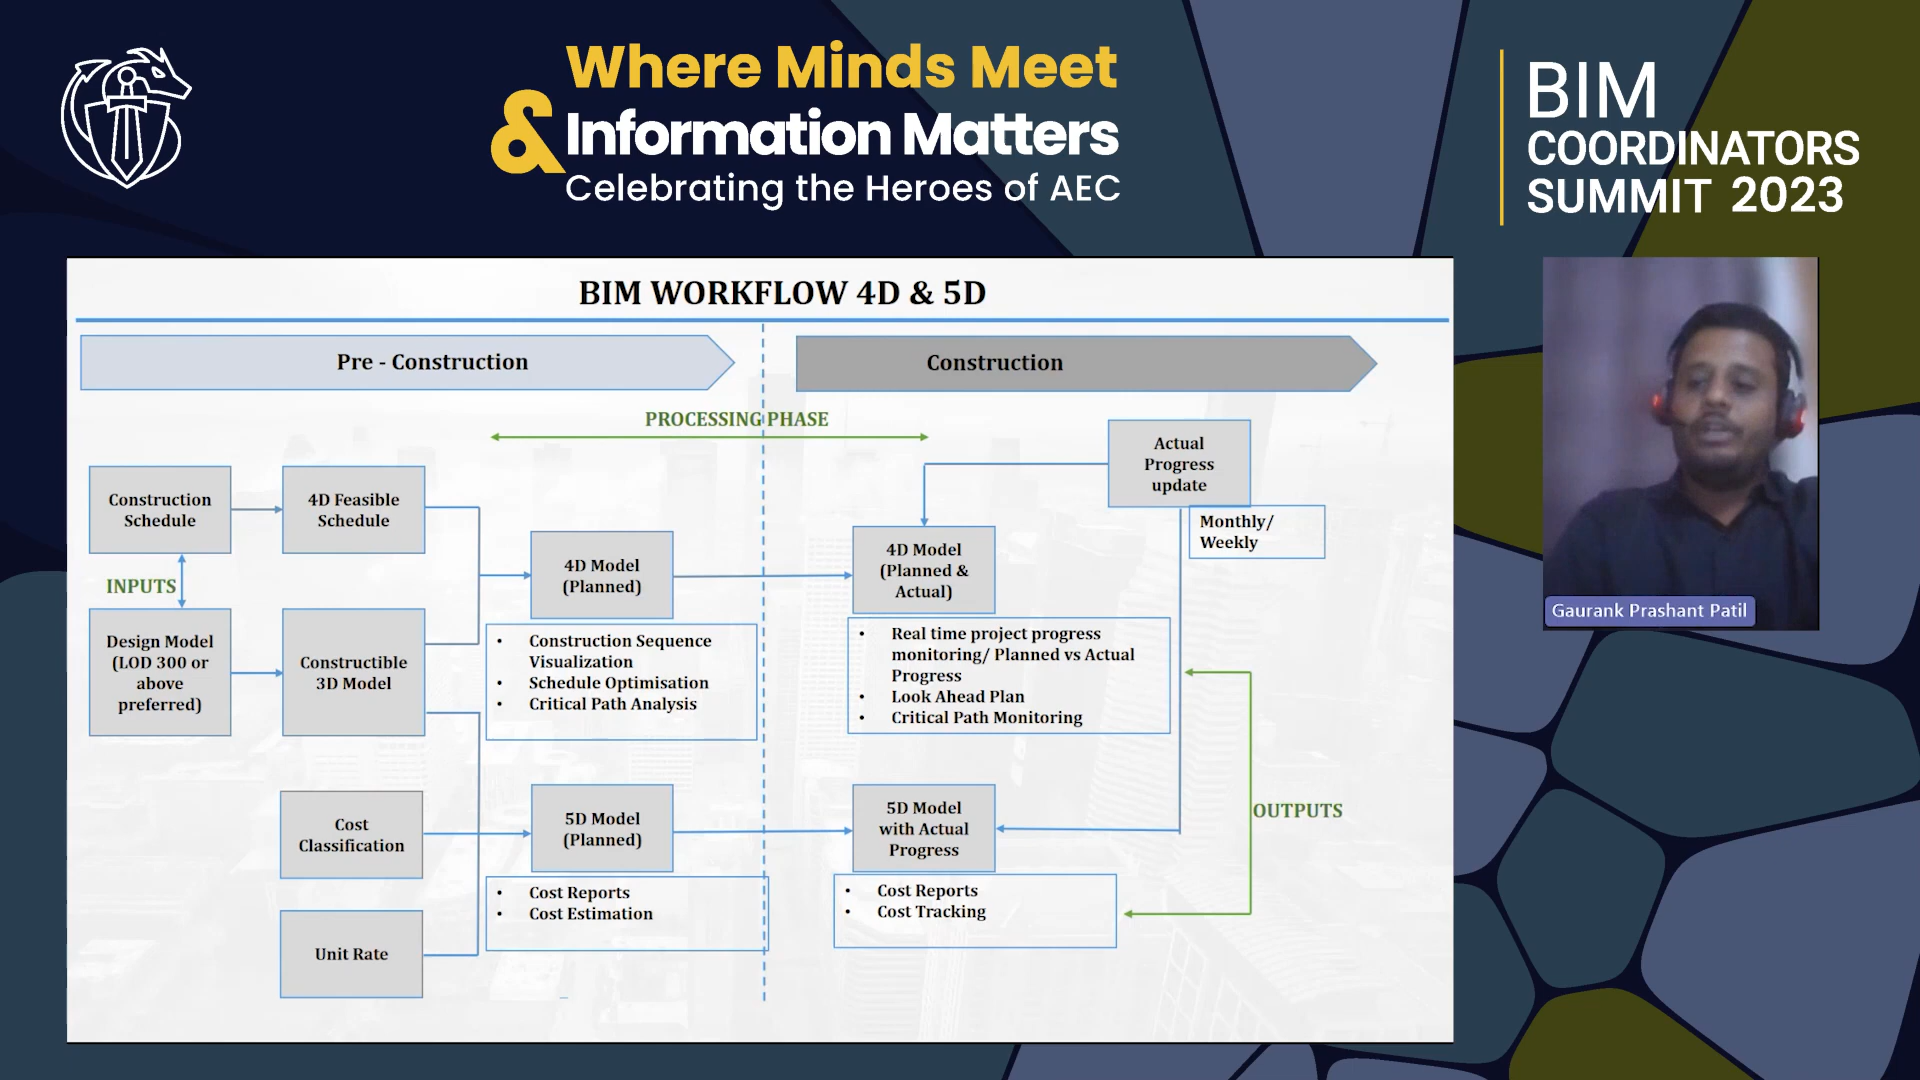 Where Minds Meet
& Information Matters
Celebrating the Heroes of AEC
BIM
COORDINATORS
SUMMIT 2023
BIM WORKFLOW 4D & 5D
Pre - Construction
Construction
PROCESSING PHASE
Construction
Schedule
4D Feasible
Schedule
INPUTS
Design Model
(LOD 300 or
above
preferred)
Constructible
3D Model
4D Model
(Planned)
• Construction Sequence
Visualization
• Schedule Optimisation
• Critical Path Analysis
Actual
Progress
update
Monthly/
Weekly
4D Model
(Planned &
Actual)
• Real time project progress
monitoring/ Planned vs Actual
Progress
• Look Ahead Plan
• Critical Path Monitoring
Cost
Classification
Unit Rate
5D Model
(Planned)
• Cost Reports
• Cost Estimation
5D Model
with Actual
Progress
• Cost Reports
• Cost Tracking
OUTPUTS
Gaurank Prashant Patil